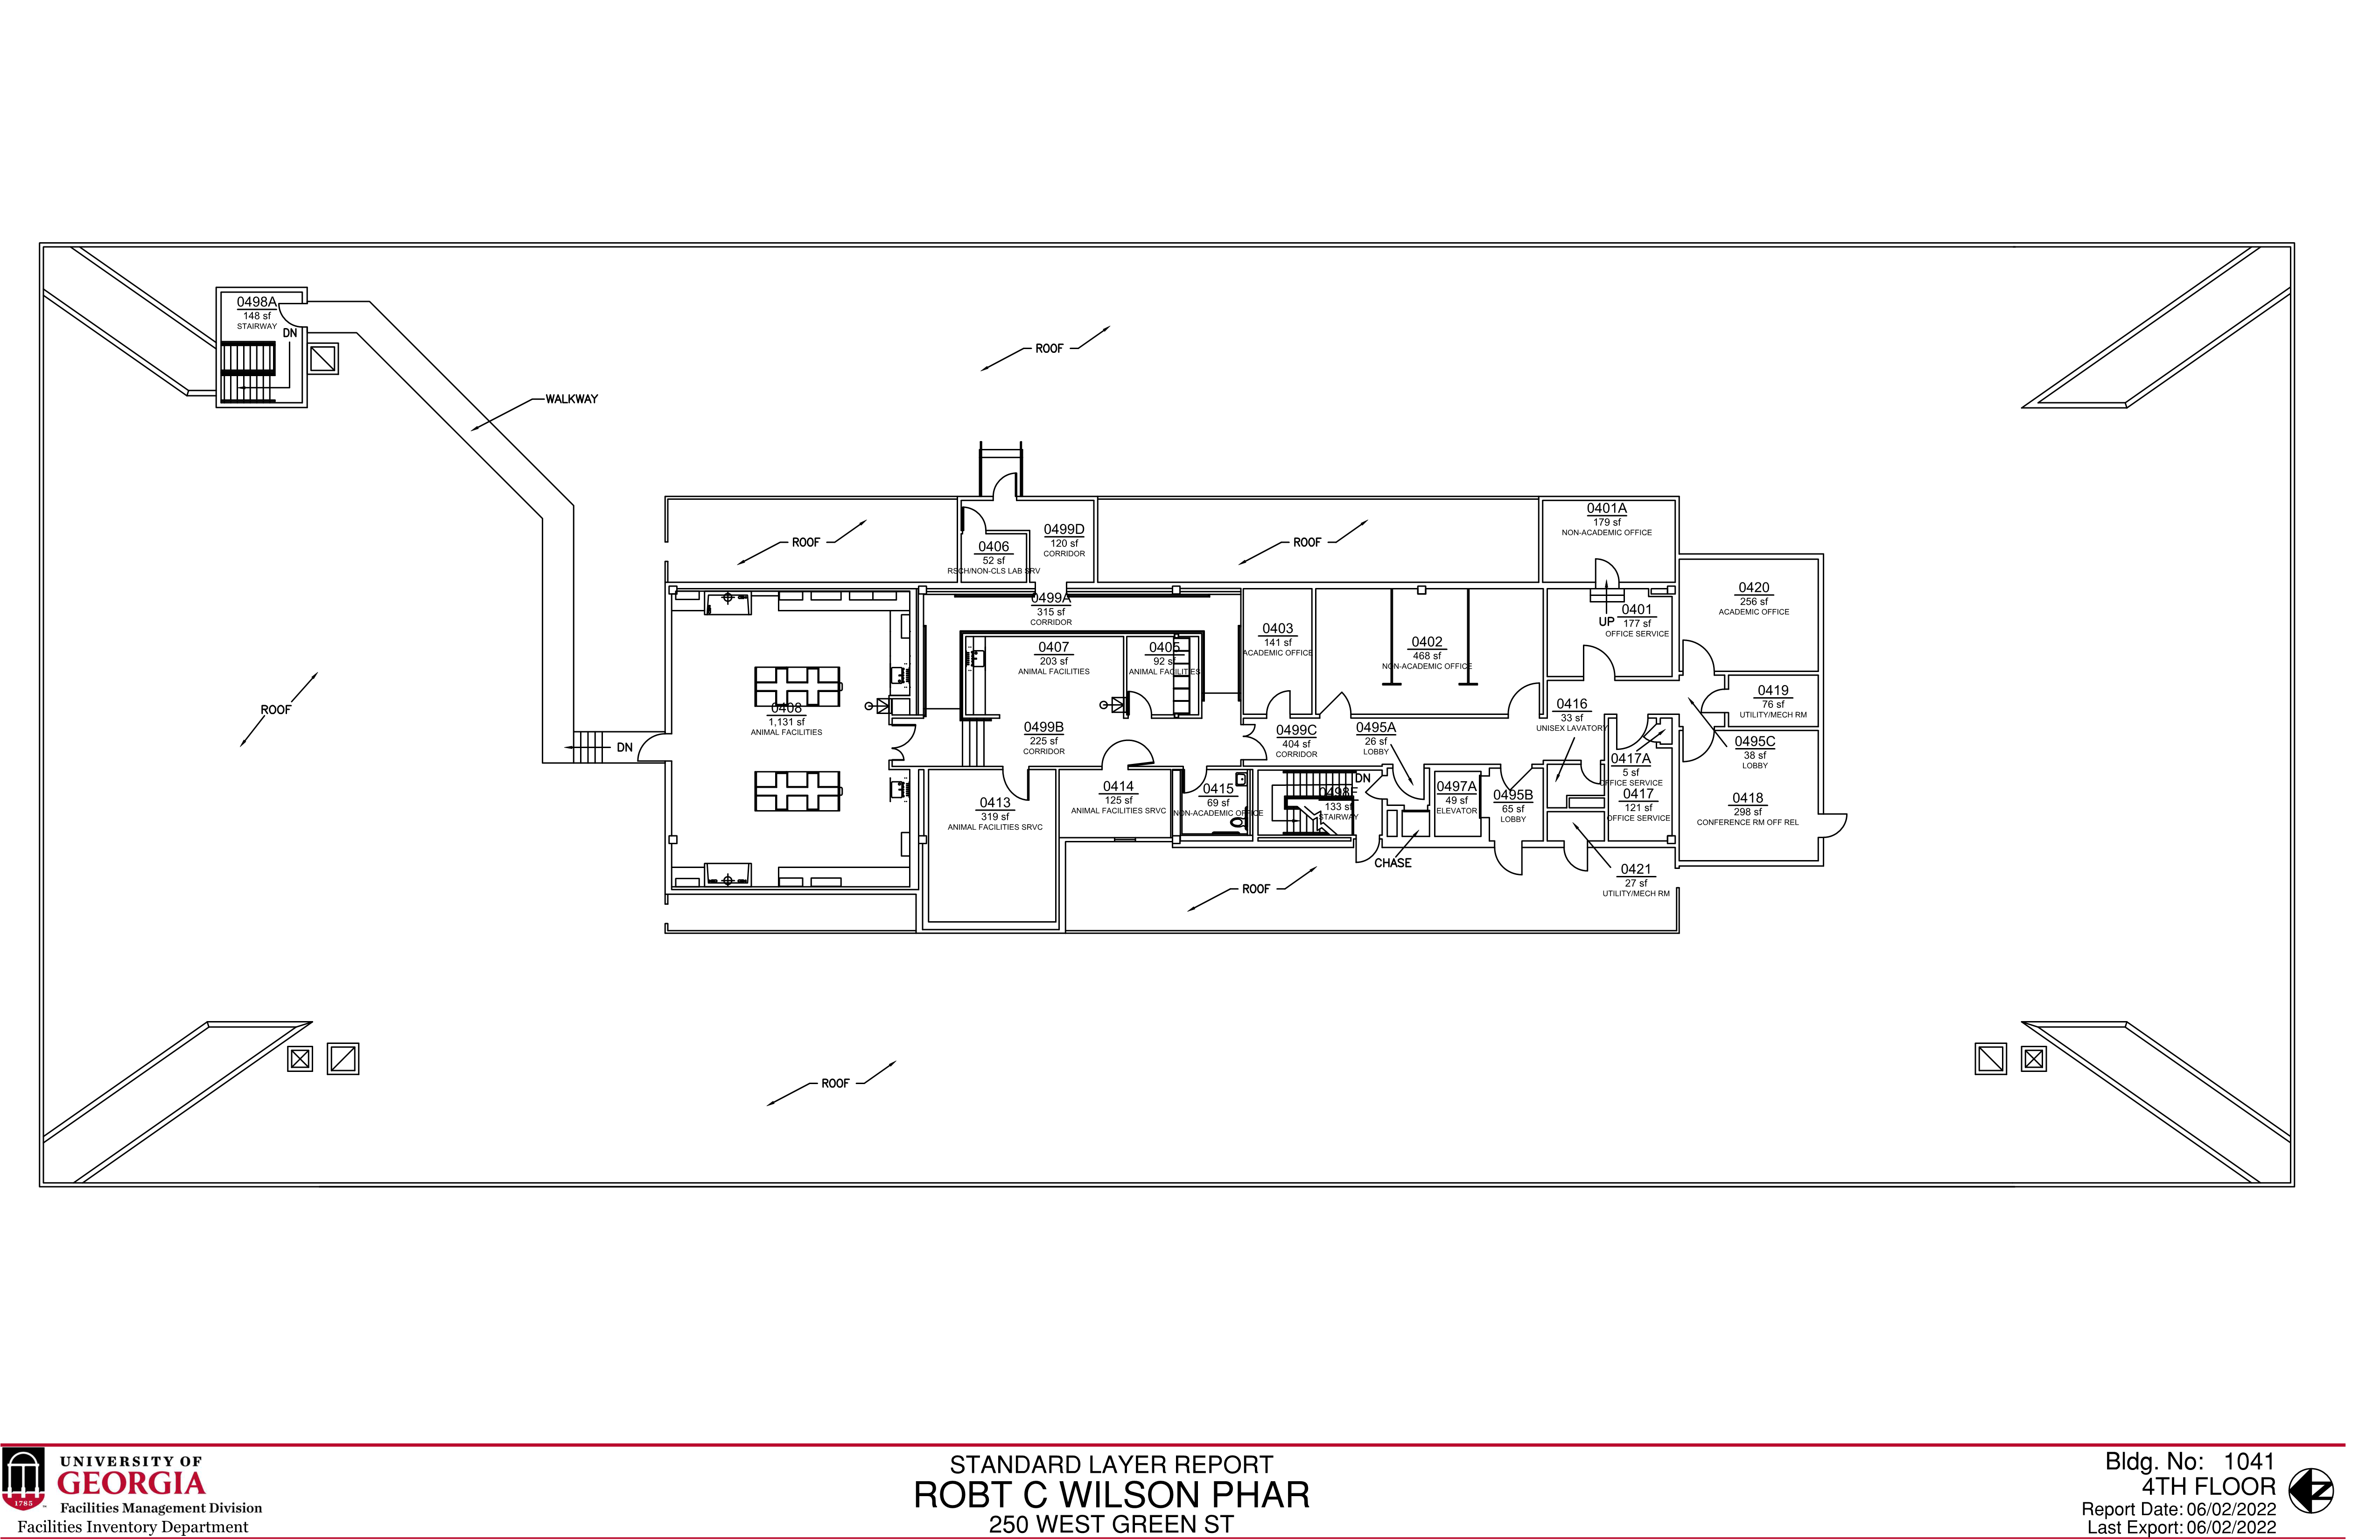 0498A
148 sf
STAIRWAY
DN
ROOF
WALKWAY
ROOF
0406
52 sf
RSCH/NON-CLS LAB SRV
0499D
120 sf
CORRIDOR
ROOF
0401A
179 sf
NON-ACADEMIC OFFICE
0499A
315 sf
CORRIDOR
0403
141 sf
ACADEMIC OFFICE
0402
468 sf
NON-ACADEMIC OFFICE
UP
0401
177 sf
OFFICE SERVICE
0420
256 sf
ACADEMIC OFFICE
0407
203 sf
ANIMAL FACILITIES
0405
92 sf
ANIMAL FACILITIES
ROOF
0408
1,131 sf
ANIMAL FACILITIES
DN
0499B
225 sf
CORRIDOR
0499C
404 sf
CORRIDOR
0495A
26 sf
LOBBY
0416
33 sf
UNISEX LAVATORY
0419
76 sf
UTILITY/MECH RM
0495C
38 sf
LOBBY
0417A
5 sf
OFFICE SERVICE
0417
121 sf
OFFICE SERVICE
0418
298 sf
CONFERENCE RM OFF REL
0413
319 sf
ANIMAL FACILITIES SRVC
0414
125 sf
ANIMAL FACILITIES SRVC
0415
69 sf
NON-ACADEMIC OFFICE
DN
133 sf
STAIRWAY
0497A
49 sf
ELEVATOR
0495B
65 sf
LOBBY
CHASE
0421
27 sf
UTILITY/MECH RM
ROOF
ROOF
UNIVERSITY OF
GEORGIA
1785
Facilities Management Division
Facilities Inventory Department
STANDARD LAYER REPORT
ROBT C WILSON PHAR
250 WEST GREEN ST
Bldg. No: 1041
4TH FLOOR
Report Date: 06/02/2022
Last Export: 06/02/2022
Z